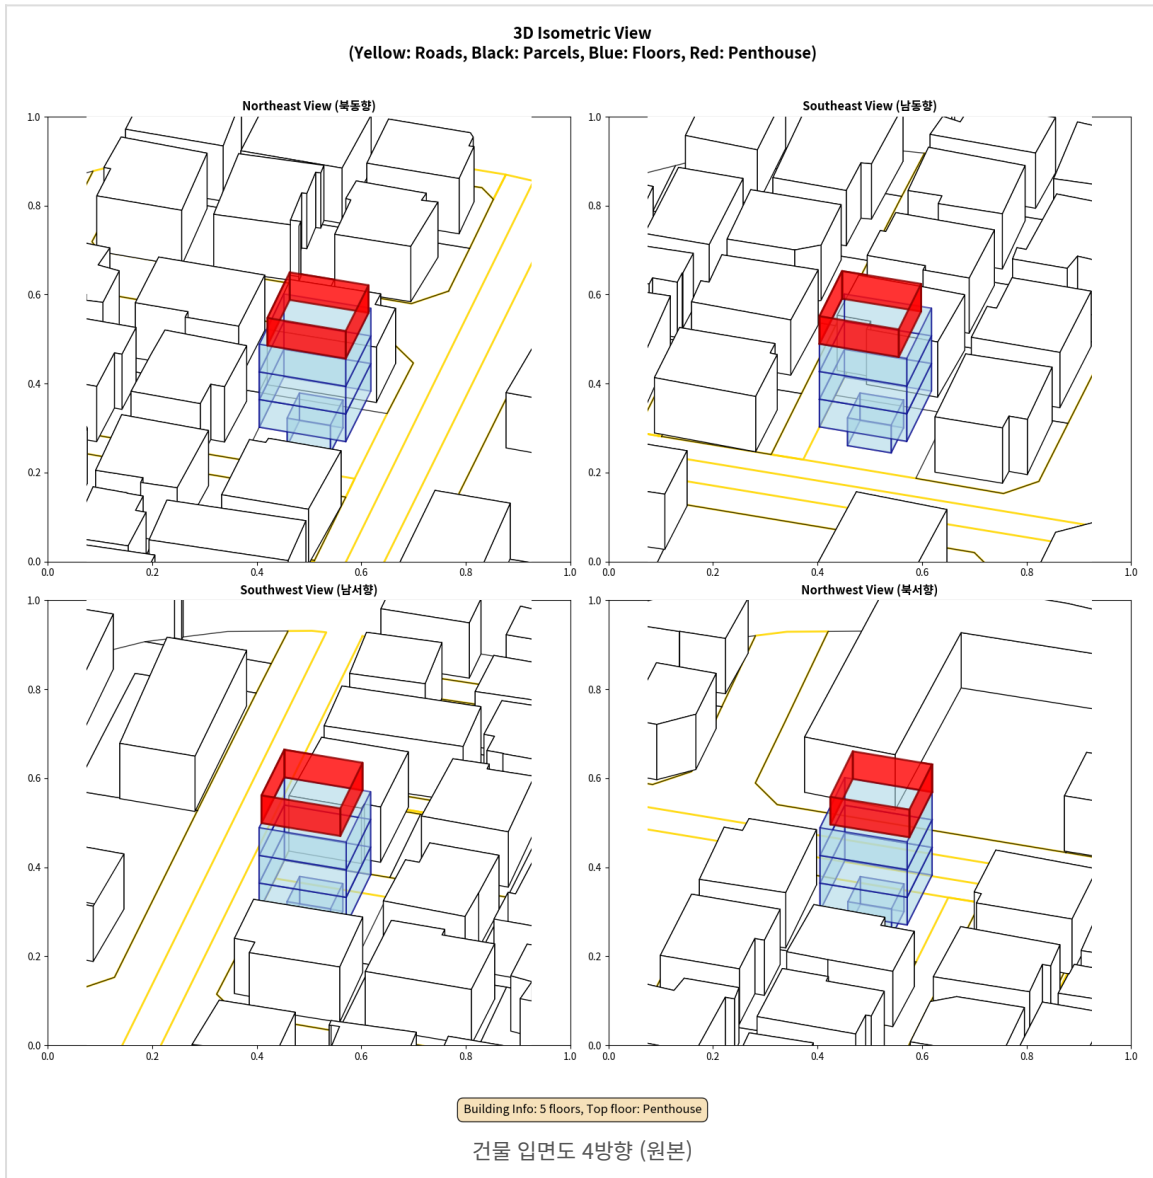 3D Isometric View
(Yellow: Roads, Black: Parcels, Blue: Floors, Red: Penthouse)
Northeast View (북동향)
1.0
0.8
0.6
0.4
0.2
0.0
0.0 0.2 0.4 0.6 0.8 1.0
Southeast View (남동향)
1.0
0.8
0.6
0.4
0.2
0.0
0.0 0.2 0.4 0.6 0.8 1.0
Southwest View (남서향)
1.0
0.8
0.6
0.4
0.2
0.0
0.0 0.2 0.4 0.6 0.8 1.0
Northwest View (북서향)
1.0
0.8
0.6
0.4
0.2
0.0
0.0 0.2 0.4 0.6 0.8 1.0
Building Info: 5 floors, Top floor: Penthouse
건물 입면도 4방향 (원본)